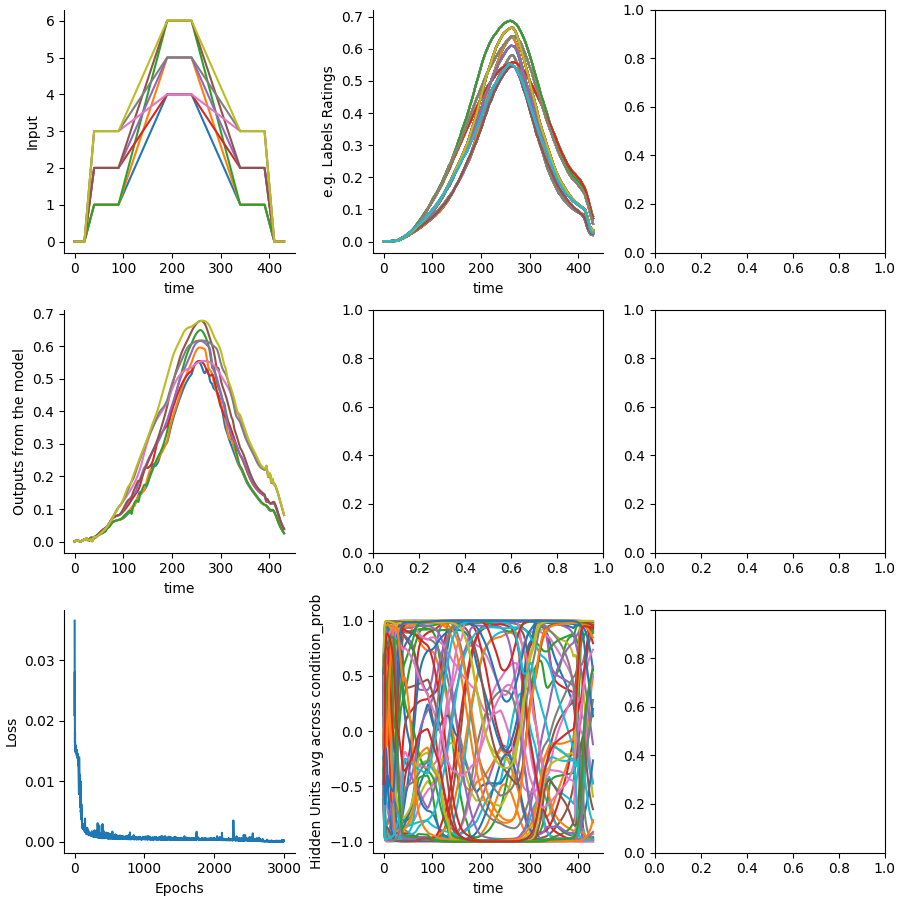 Input
6
5
4
3
2
1
0
0 100 200 300 400
time
e.g. Labels Ratings
0.7
0.6
0.5
0.4
0.3
0.2
0.1
0.0
0 100 200 300 400
time
1.0
0.8
0.6
0.4
0.2
0.0
0.0 0.2 0.4 0.6 0.8 1.0
Outputs from the model
0.7
0.6
0.5
0.4
0.3
0.2
0.1
0.0
0 100 200 300 400
time
1.0
0.8
0.6
0.4
0.2
0.0
0.0 0.2 0.4 0.6 0.8 1.0
1.0
0.8
0.6
0.4
0.2
0.0
0.0 0.2 0.4 0.6 0.8 1.0
Loss
0.03
0.02
0.01
0.00
0 1000 2000 3000
Epochs
Hidden Units avg across condition_prob
1.0
0.5
0.0
−0.5
−1.0
0 100 200 300 400
time
1.0
0.8
0.6
0.4
0.2
0.0
0.0 0.2 0.4 0.6 0.8 1.0